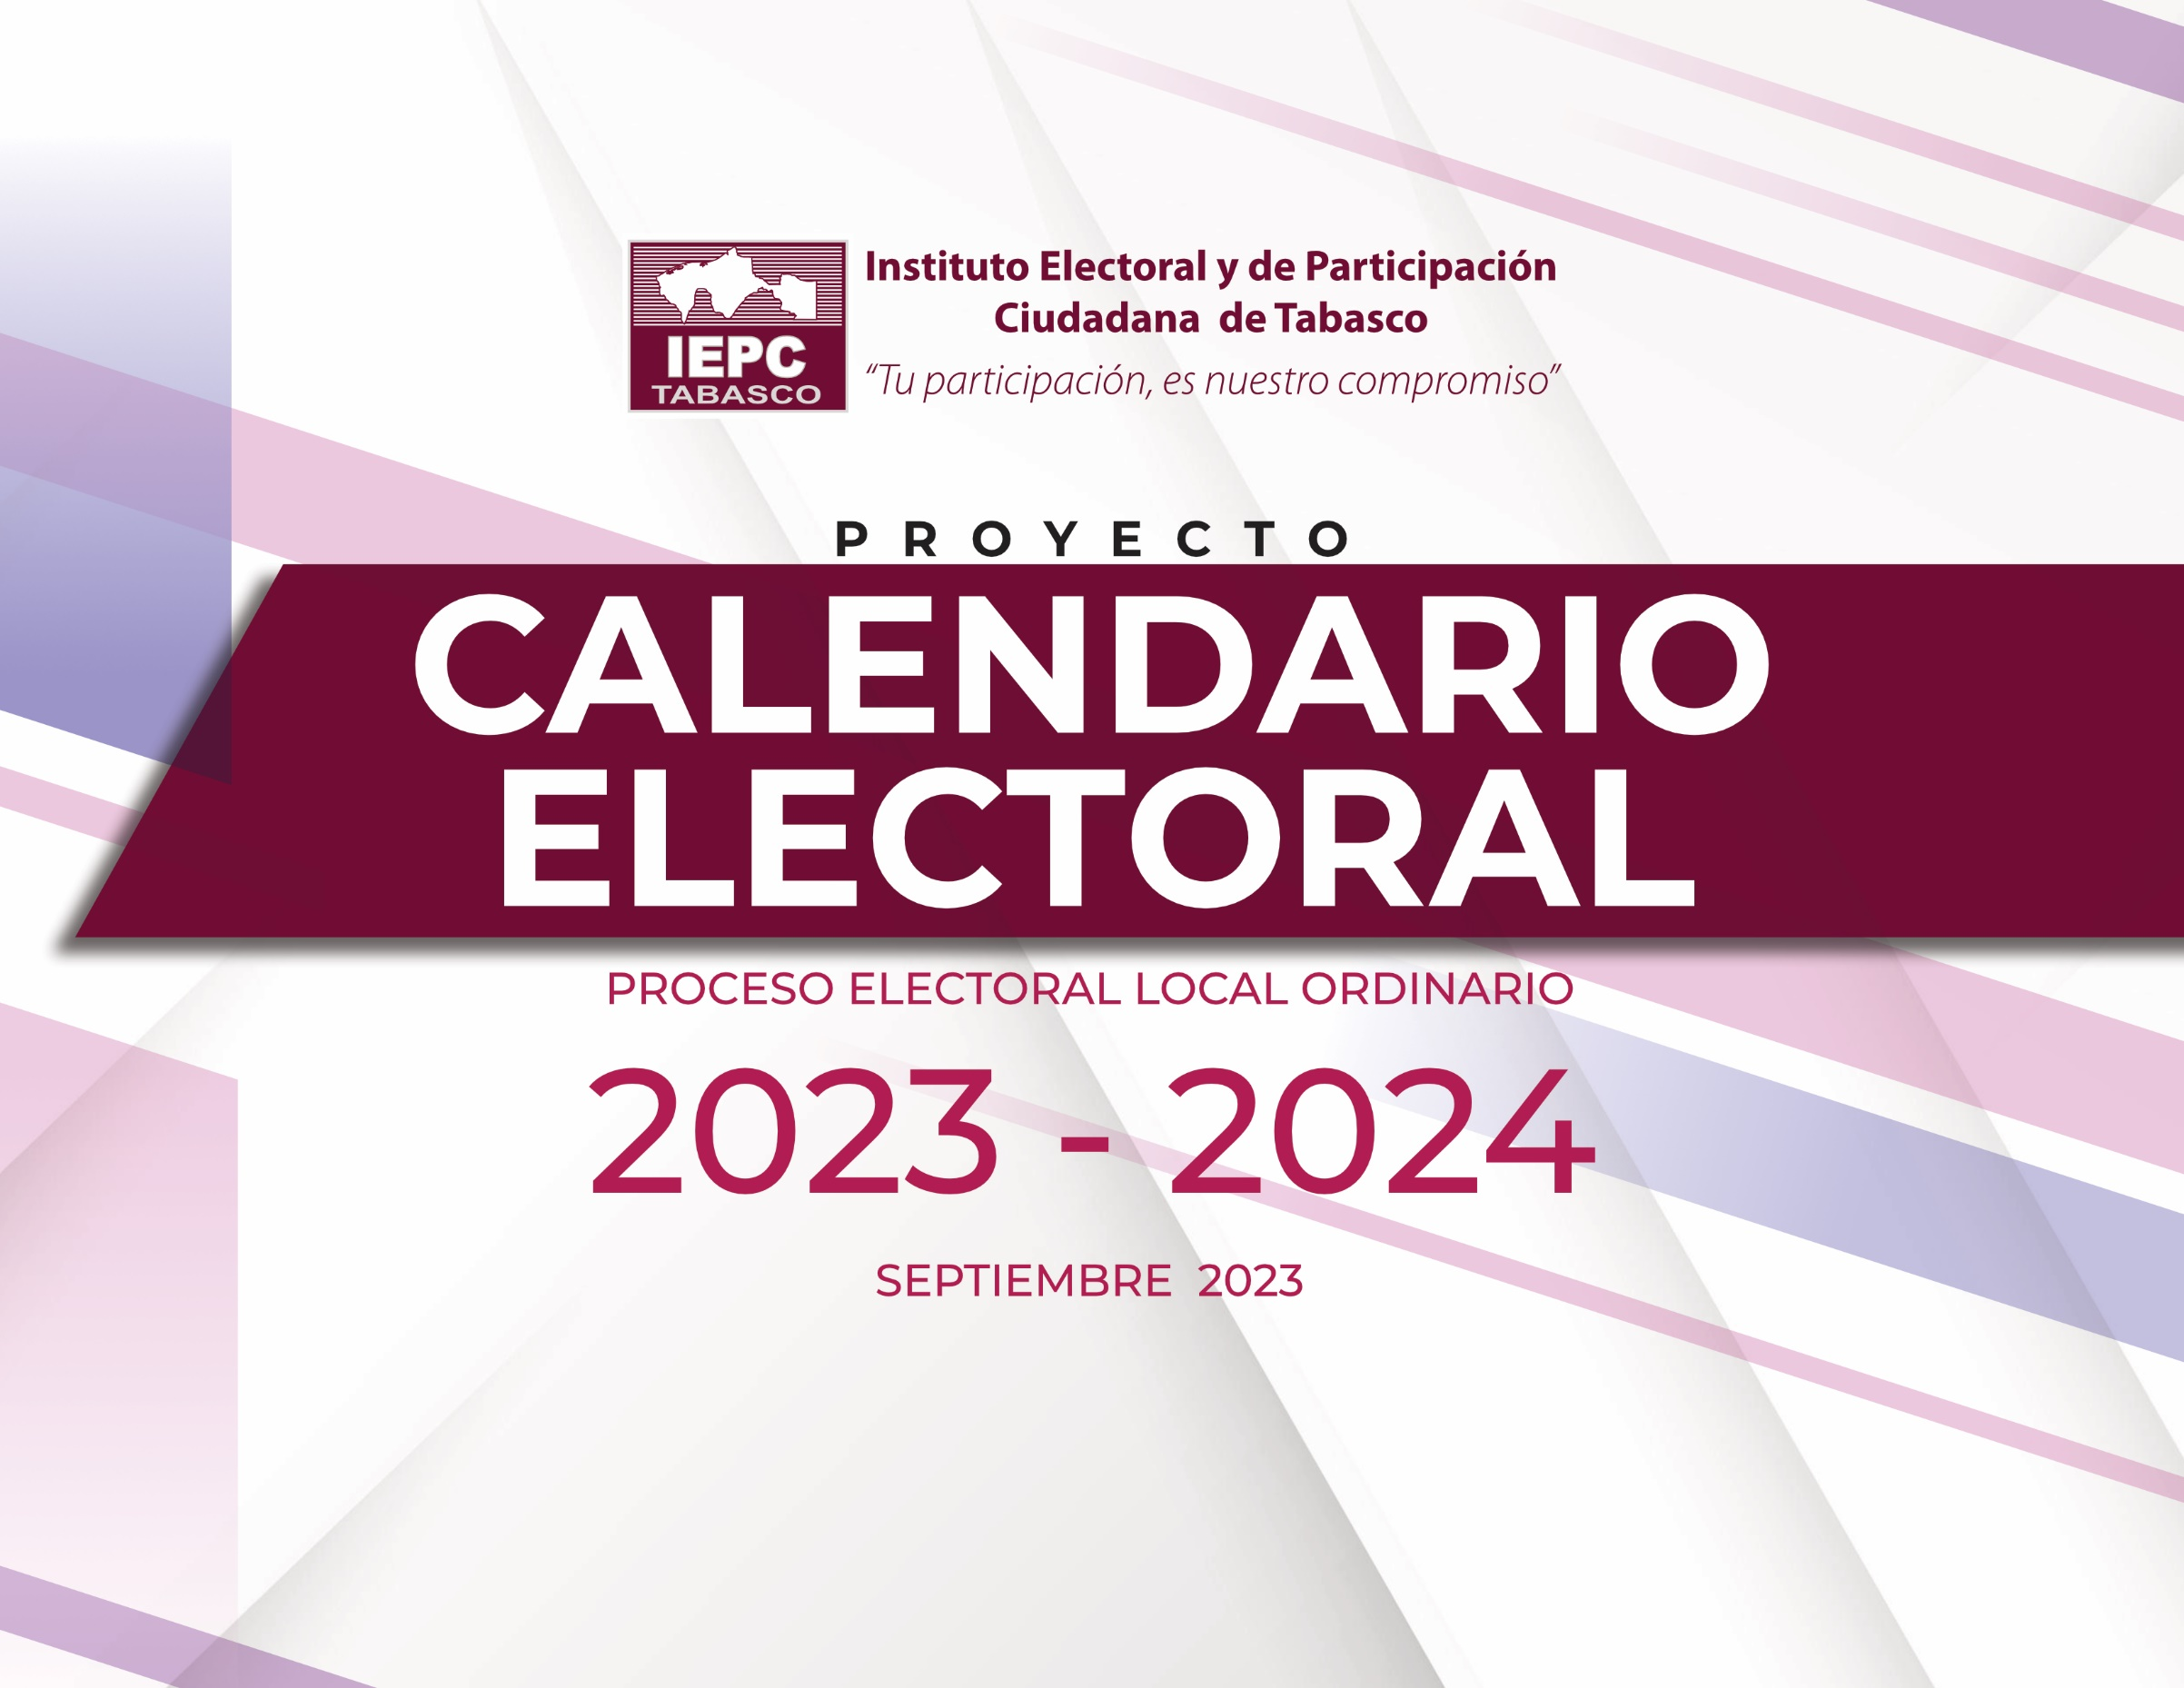 IEPC
TABASCO
Instituto Electoral y de Participación
Ciudadana de Tabasco
“Tu participación, es nuestro compromiso”
PROYECTO
CALENDARIO
ELECTORAL
PROCESO ELECTORAL LOCAL ORDINARIO
2023 - 2024
SEPTIEMBRE 2023